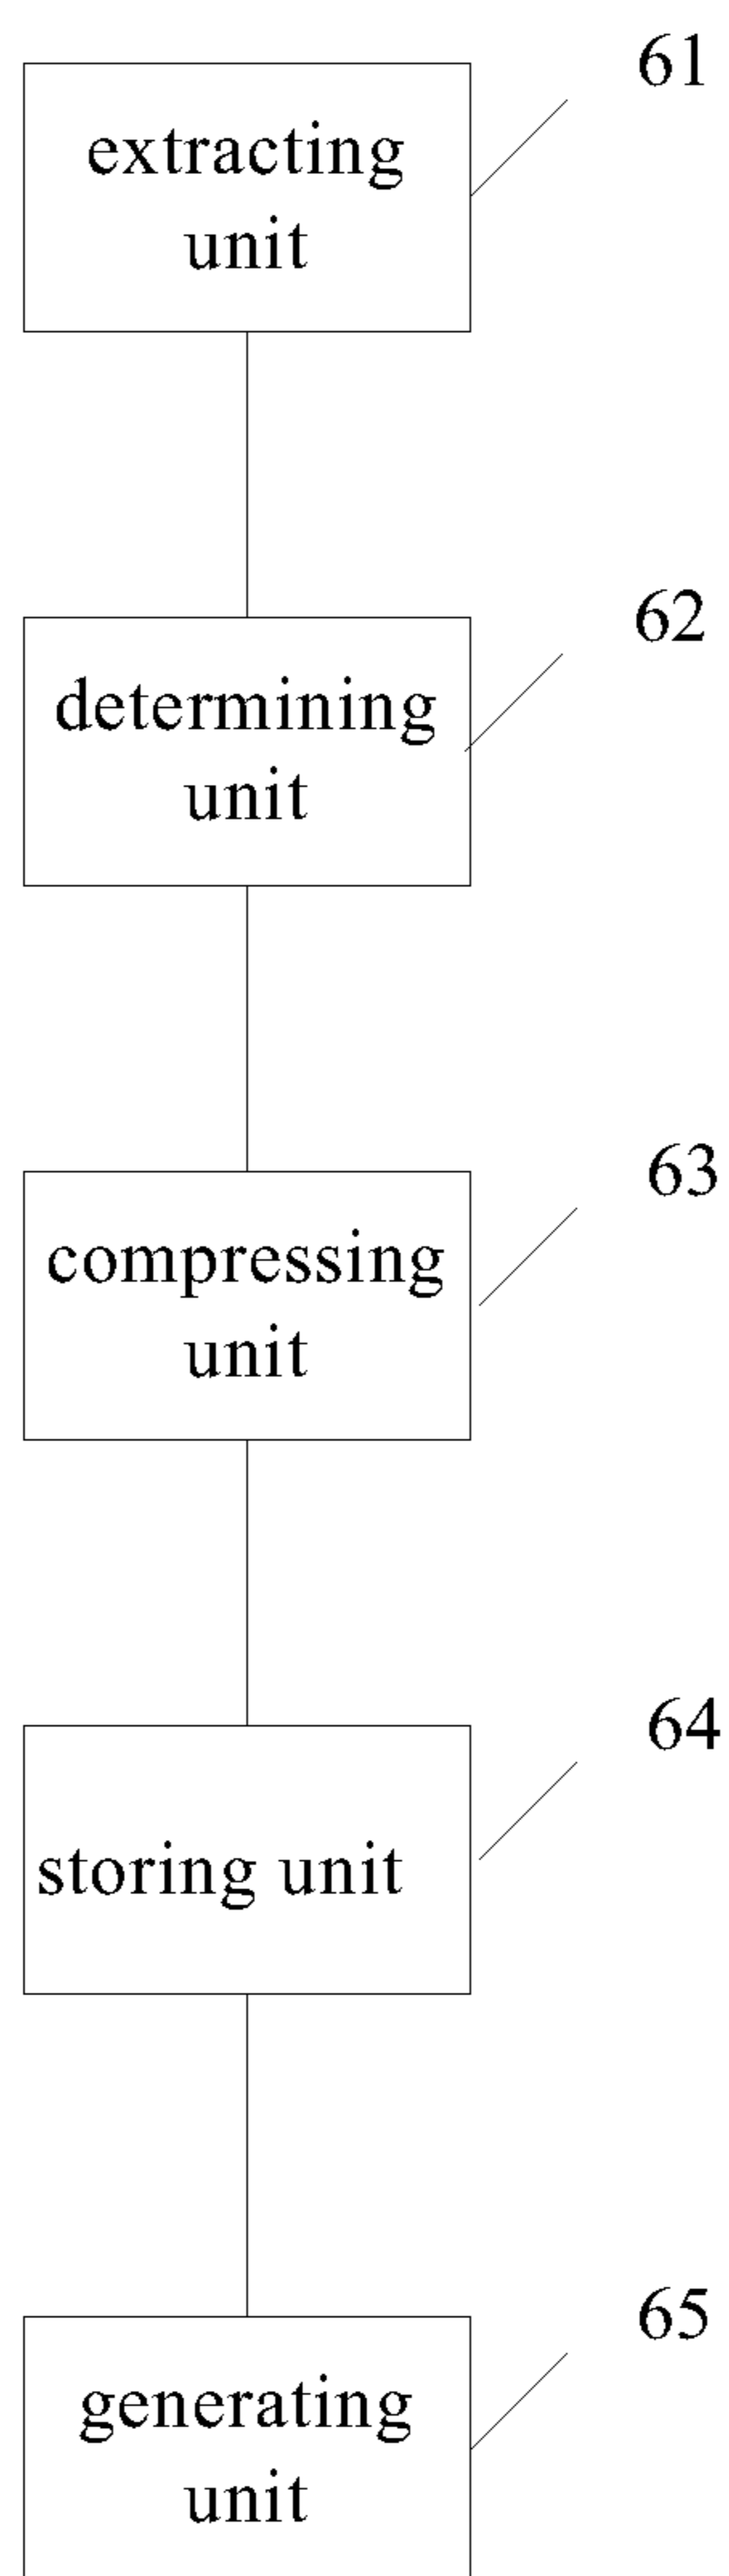 61
extracting
unit
62
determining
unit
63
compressing
unit
64
storing unit
65
generating
unit